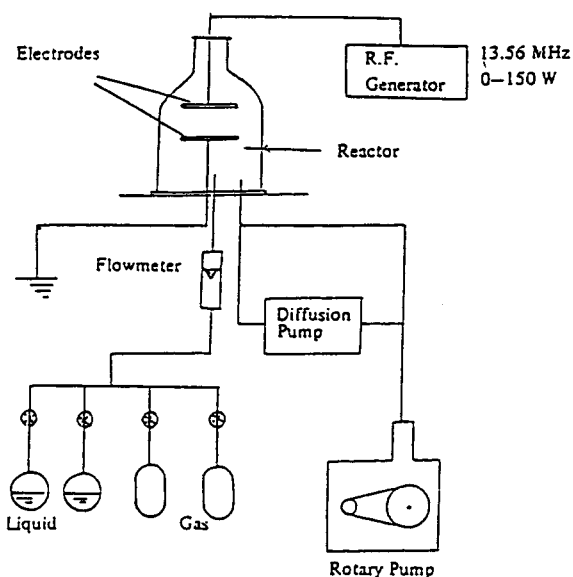 Electrodes
R.F.
Generator
13.56 MHz
0–150 W
Reactor
Flowmeter
Diffusion
Pump
Liquid
Gas
Rotary Pump